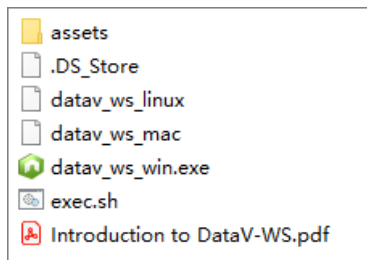 assets
.DS_Store
datav_ws_linux
datav_ws_mac
datav_ws_win.exe
exec.sh
Introduction to DataV-WS.pdf